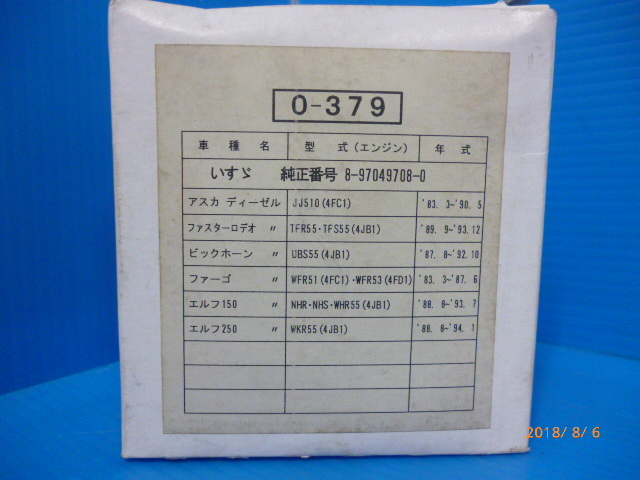 O-379
車種名 型式(エンジン) 年式
いすゞ 純正番号 8-97049708-0
アスカ ディーゼル JJ510(4FC1) '83. 3~'90. 5
ファスターロデオ 〃 TFR55・TFS55(4JB1) '89. 9~'93.12
ビックホーン 〃 UBS55(4JB1) '87. 8~'92.10
ファーゴ 〃 WFR51(4FC1)・WFR53(4FD1) '83. 3~'87. 6
エルフ150 〃 NHR・NHS・WHR55(4JB1) '88. 8~'93. 7
エルフ250 〃 WKR55(4JB1) '88. 8~'94. 1
2018/ 8/ 6